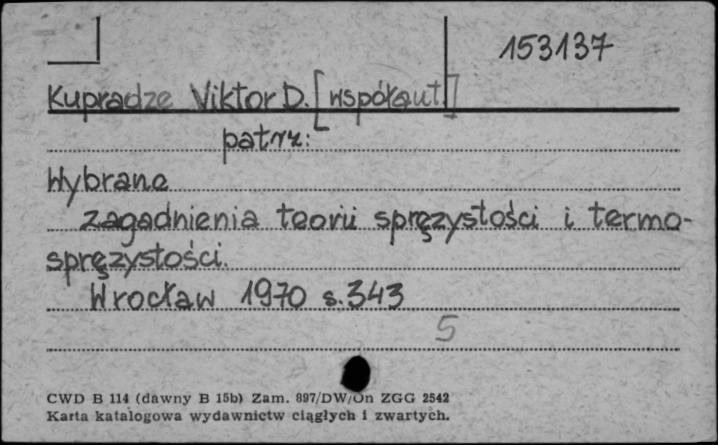 153137
Kupradze Viktor D. [współaut.]
patrz:
Wybrane
zagadnienia teorii sprężystości i termo-
sprężystości.
Wrocław 1970 s. 343
5
CWD B 114 (dawny B 15b) Zam. 897/DW/On ZGG 2542
Karta katalogowa wydawnictw ciągłych i zwartych.